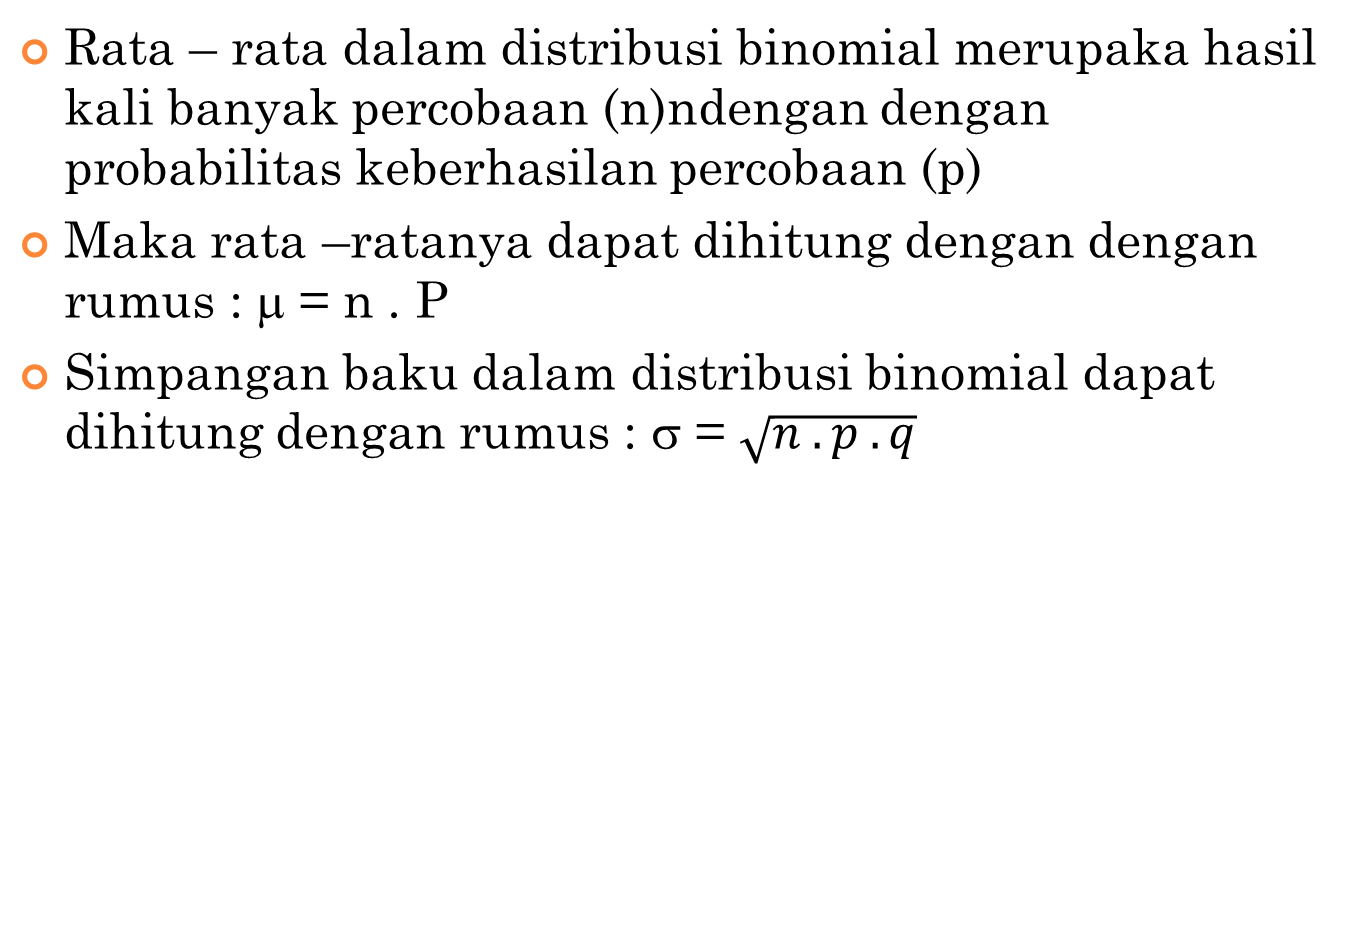 Rata – rata dalam distribusi binomial merupaka hasil
kali banyak percobaan (n)ndengan dengan
probabilitas keberhasilan percobaan (p)
Maka rata –ratanya dapat dihitung dengan dengan
rumus : μ = n . P
Simpangan baku dalam distribusi binomial dapat
dihitung dengan rumus : σ = √n . p . q